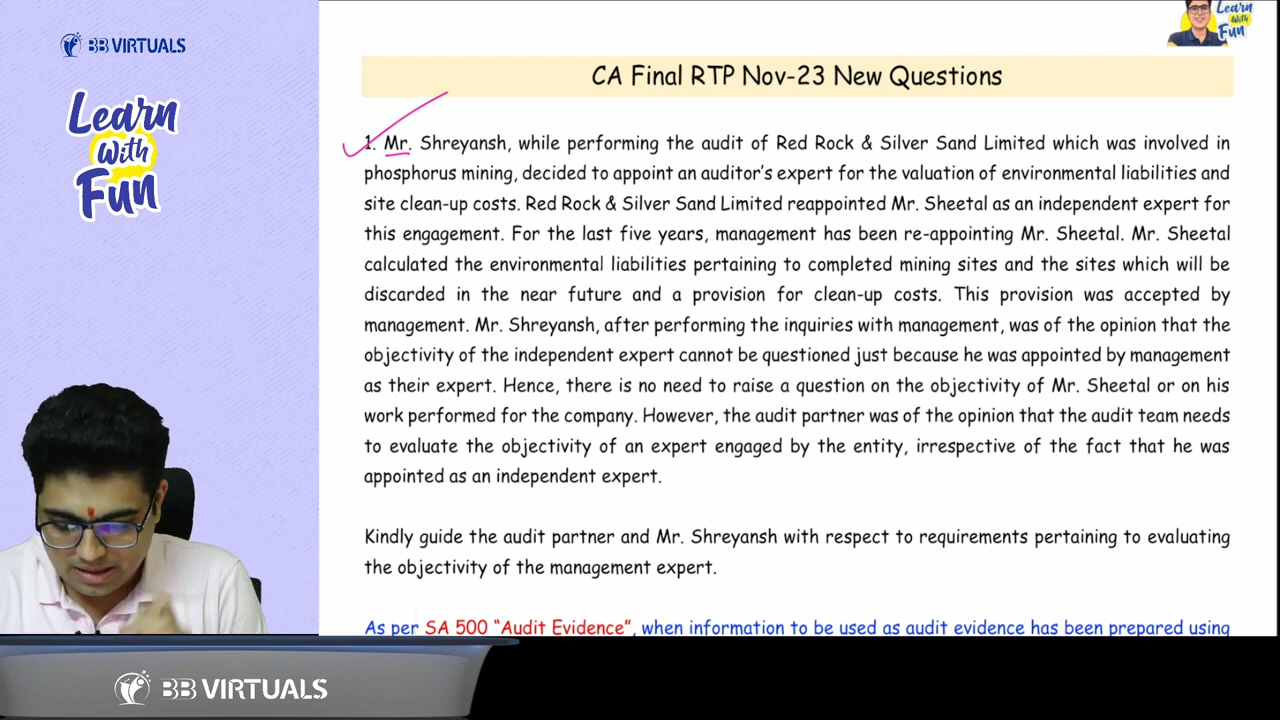 BB VIRTUALS
Learn
With
Fun
Learn
With
Fun
CA Final RTP Nov-23 New Questions
1. Mr. Shreyansh, while performing the audit of Red Rock & Silver Sand Limited which was involved in
phosphorus mining, decided to appoint an auditor's expert for the valuation of environmental liabilities and
site clean-up costs. Red Rock & Silver Sand Limited reappointed Mr. Sheetal as an independent expert for
this engagement. For the last five years, management has been re-appointing Mr. Sheetal. Mr. Sheetal
calculated the environmental liabilities pertaining to completed mining sites and the sites which will be
discarded in the near future and a provision for clean-up costs. This provision was accepted by
management. Mr. Shreyansh, after performing the inquiries with management, was of the opinion that the
objectivity of the independent expert cannot be questioned just because he was appointed by management
as their expert. Hence, there is no need to raise a question on the objectivity of Mr. Sheetal or on his
work performed for the company. However, the audit partner was of the opinion that the audit team needs
to evaluate the objectivity of an expert engaged by the entity, irrespective of the fact that he was
appointed as an independent expert.
Kindly guide the audit partner and Mr. Shreyansh with respect to requirements pertaining to evaluating
the objectivity of the management expert.
As per SA 500 "Audit Evidence", when information to be used as audit evidence has been prepared using
BB VIRTUALS